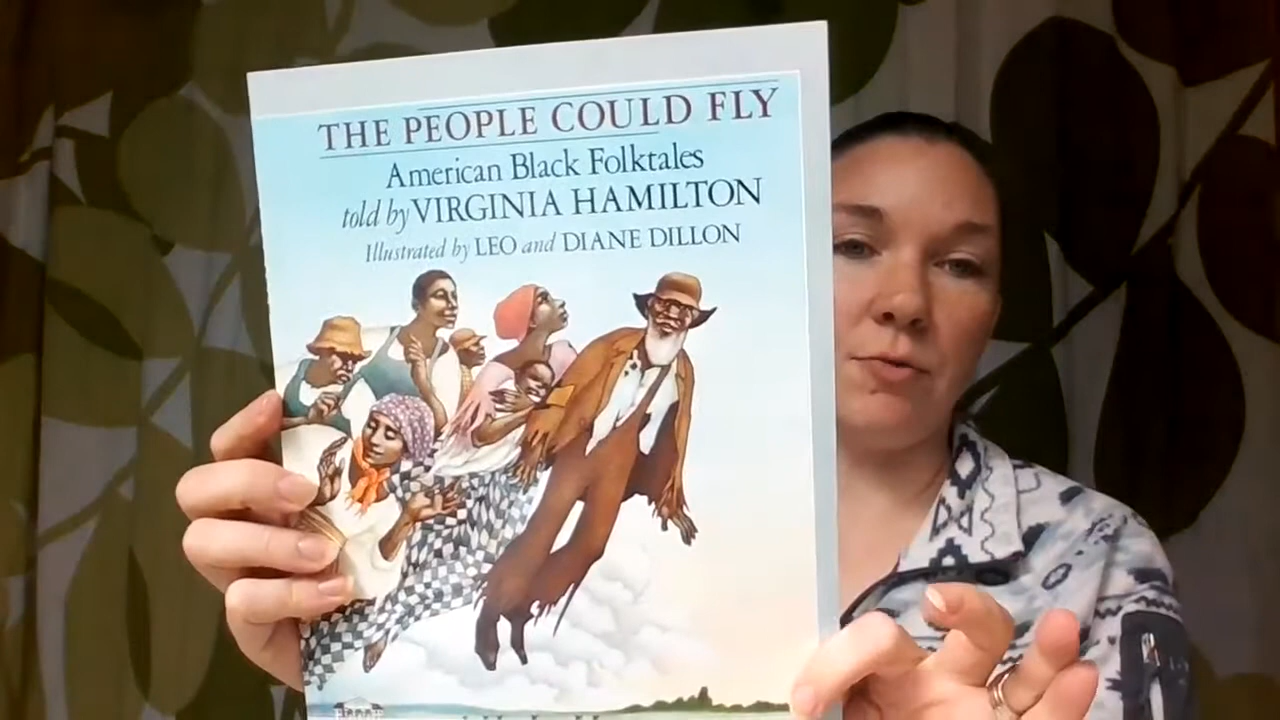 THE PEOPLE COULD FLY
American Black Folktales
told by VIRGINIA HAMILTON
Illustrated by LEO and DIANE DILLON